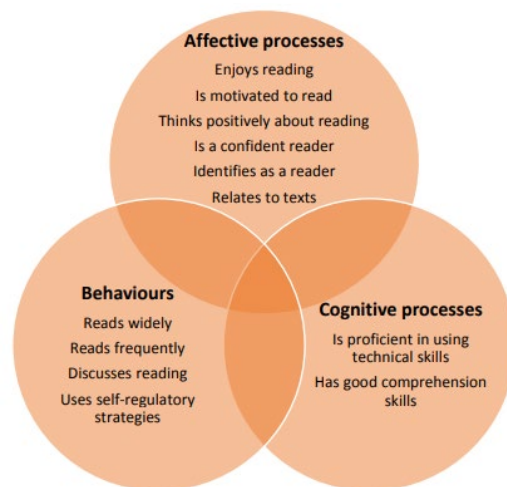 Affective processes
Enjoys reading
Is motivated to read
Thinks positively about reading
Is a confident reader
Identifies as a reader
Relates to texts
Behaviours
Reads widely
Reads frequently
Discusses reading
Uses self-regulatory
strategies
Cognitive processes
Is proficient in using
technical skills
Has good comprehension
skills